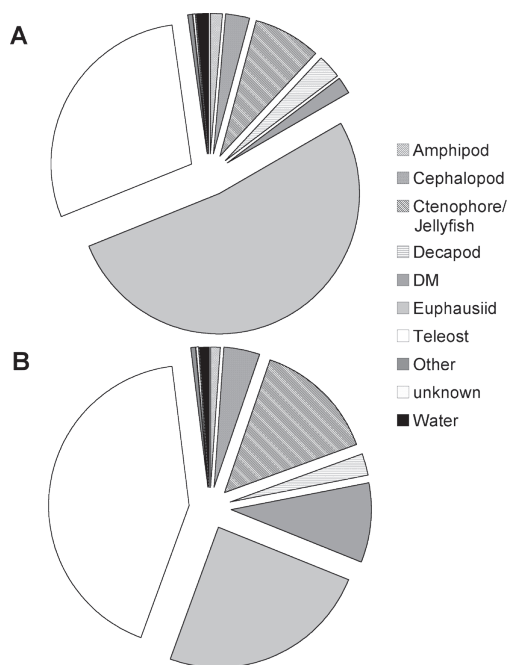 A
Amphipod
Cephalopod
Ctenophore/
Jellyfish
Decapod
DM
Euphausiid
Teleost
Other
unknown
Water
B